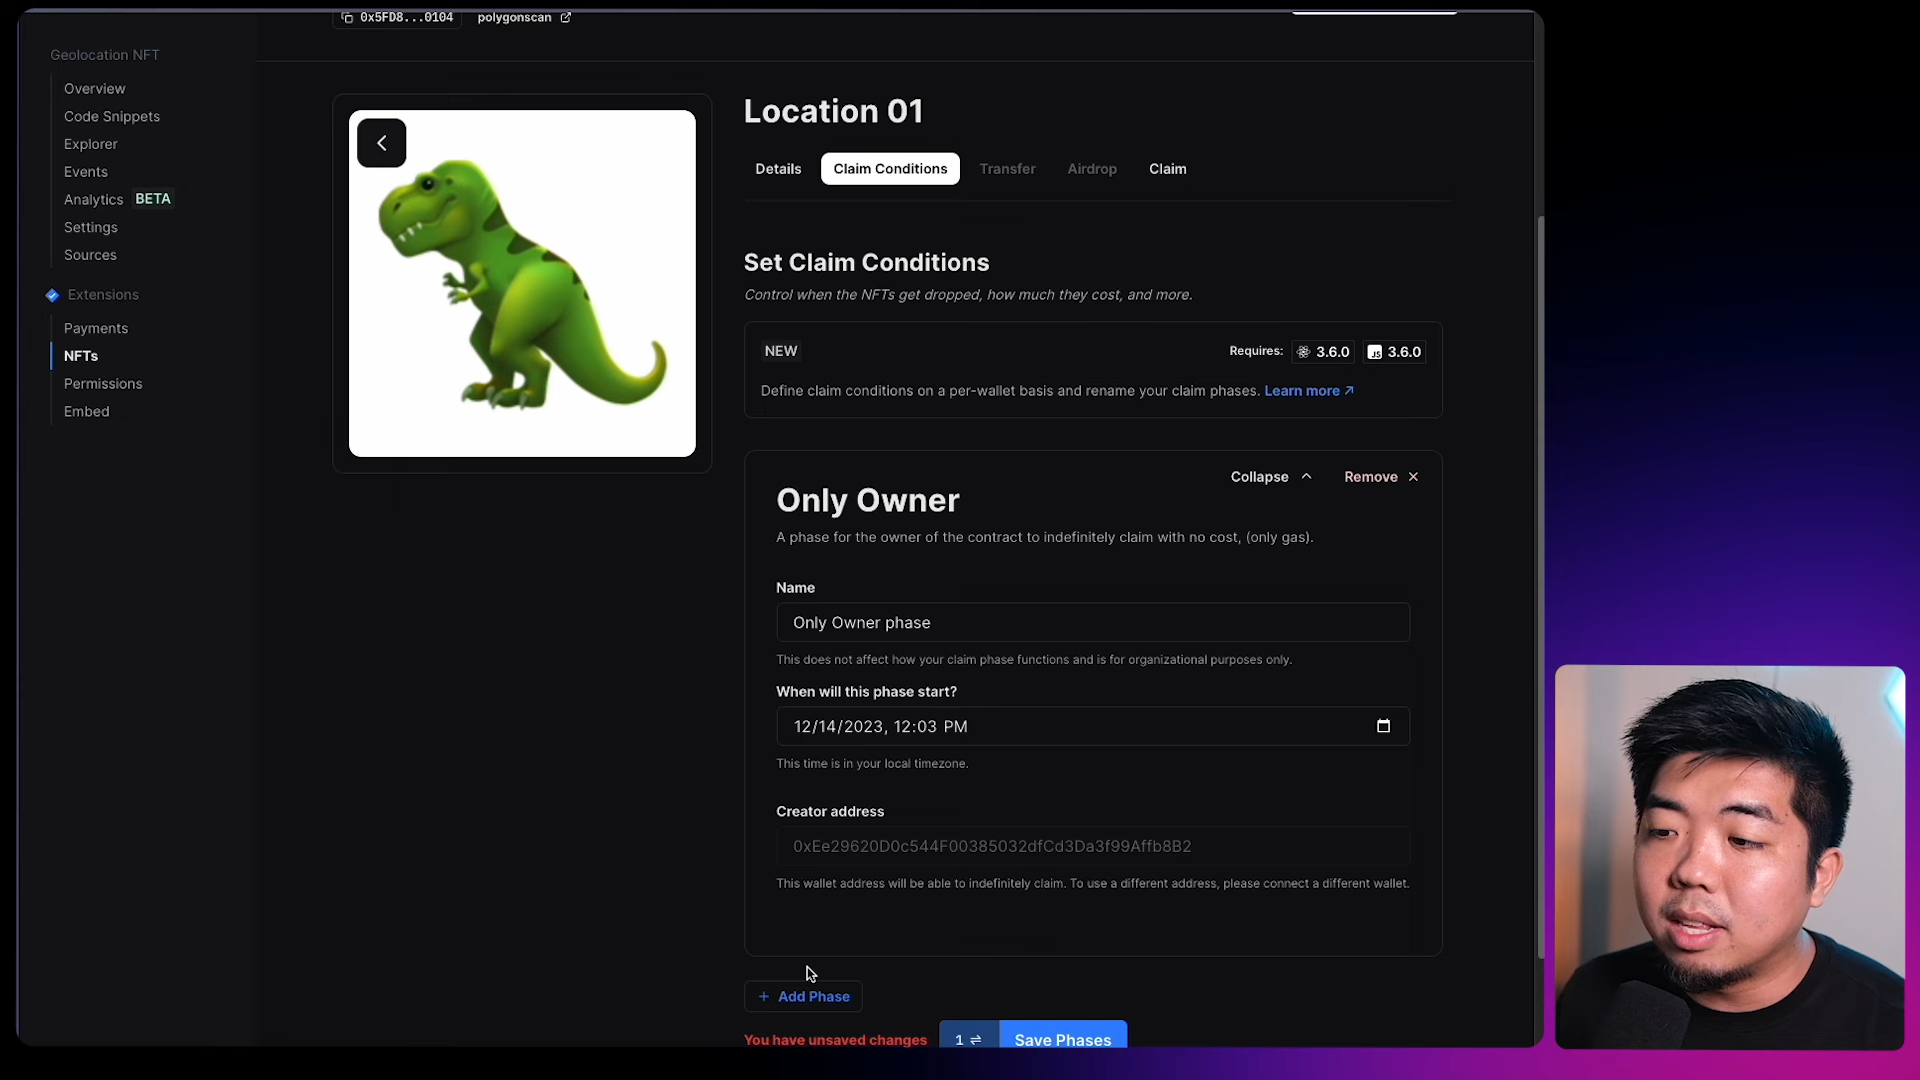 0x5FD8...0104 polygonscan
Geolocation NFT
Overview
Code Snippets
Explorer
Events
Analytics BETA
Settings
Sources
Extensions
Payments
NFTs
Permissions
Embed
Location 01
Details Claim Conditions Transfer Airdrop Claim
Set Claim Conditions
Control when the NFTs get dropped, how much they cost, and more.
NEW Requires: 3.6.0 JS 3.6.0
Define claim conditions on a per-wallet basis and rename your claim phases. Learn more ↗
Collapse Remove ×
Only Owner
A phase for the owner of the contract to indefinitely claim with no cost, (only gas).
Name
Only Owner phase
This does not affect how your claim phase functions and is for organizational purposes only.
When will this phase start?
12/14/2023, 12:03 PM
This time is in your local timezone.
Creator address
0xEe29620D0c544F00385032dfCd3Da3f99Affb8B2
This wallet address will be able to indefinitely claim. To use a different address, please connect a different wallet.
+ Add Phase
You have unsaved changes 1 ⇌ Save Phases